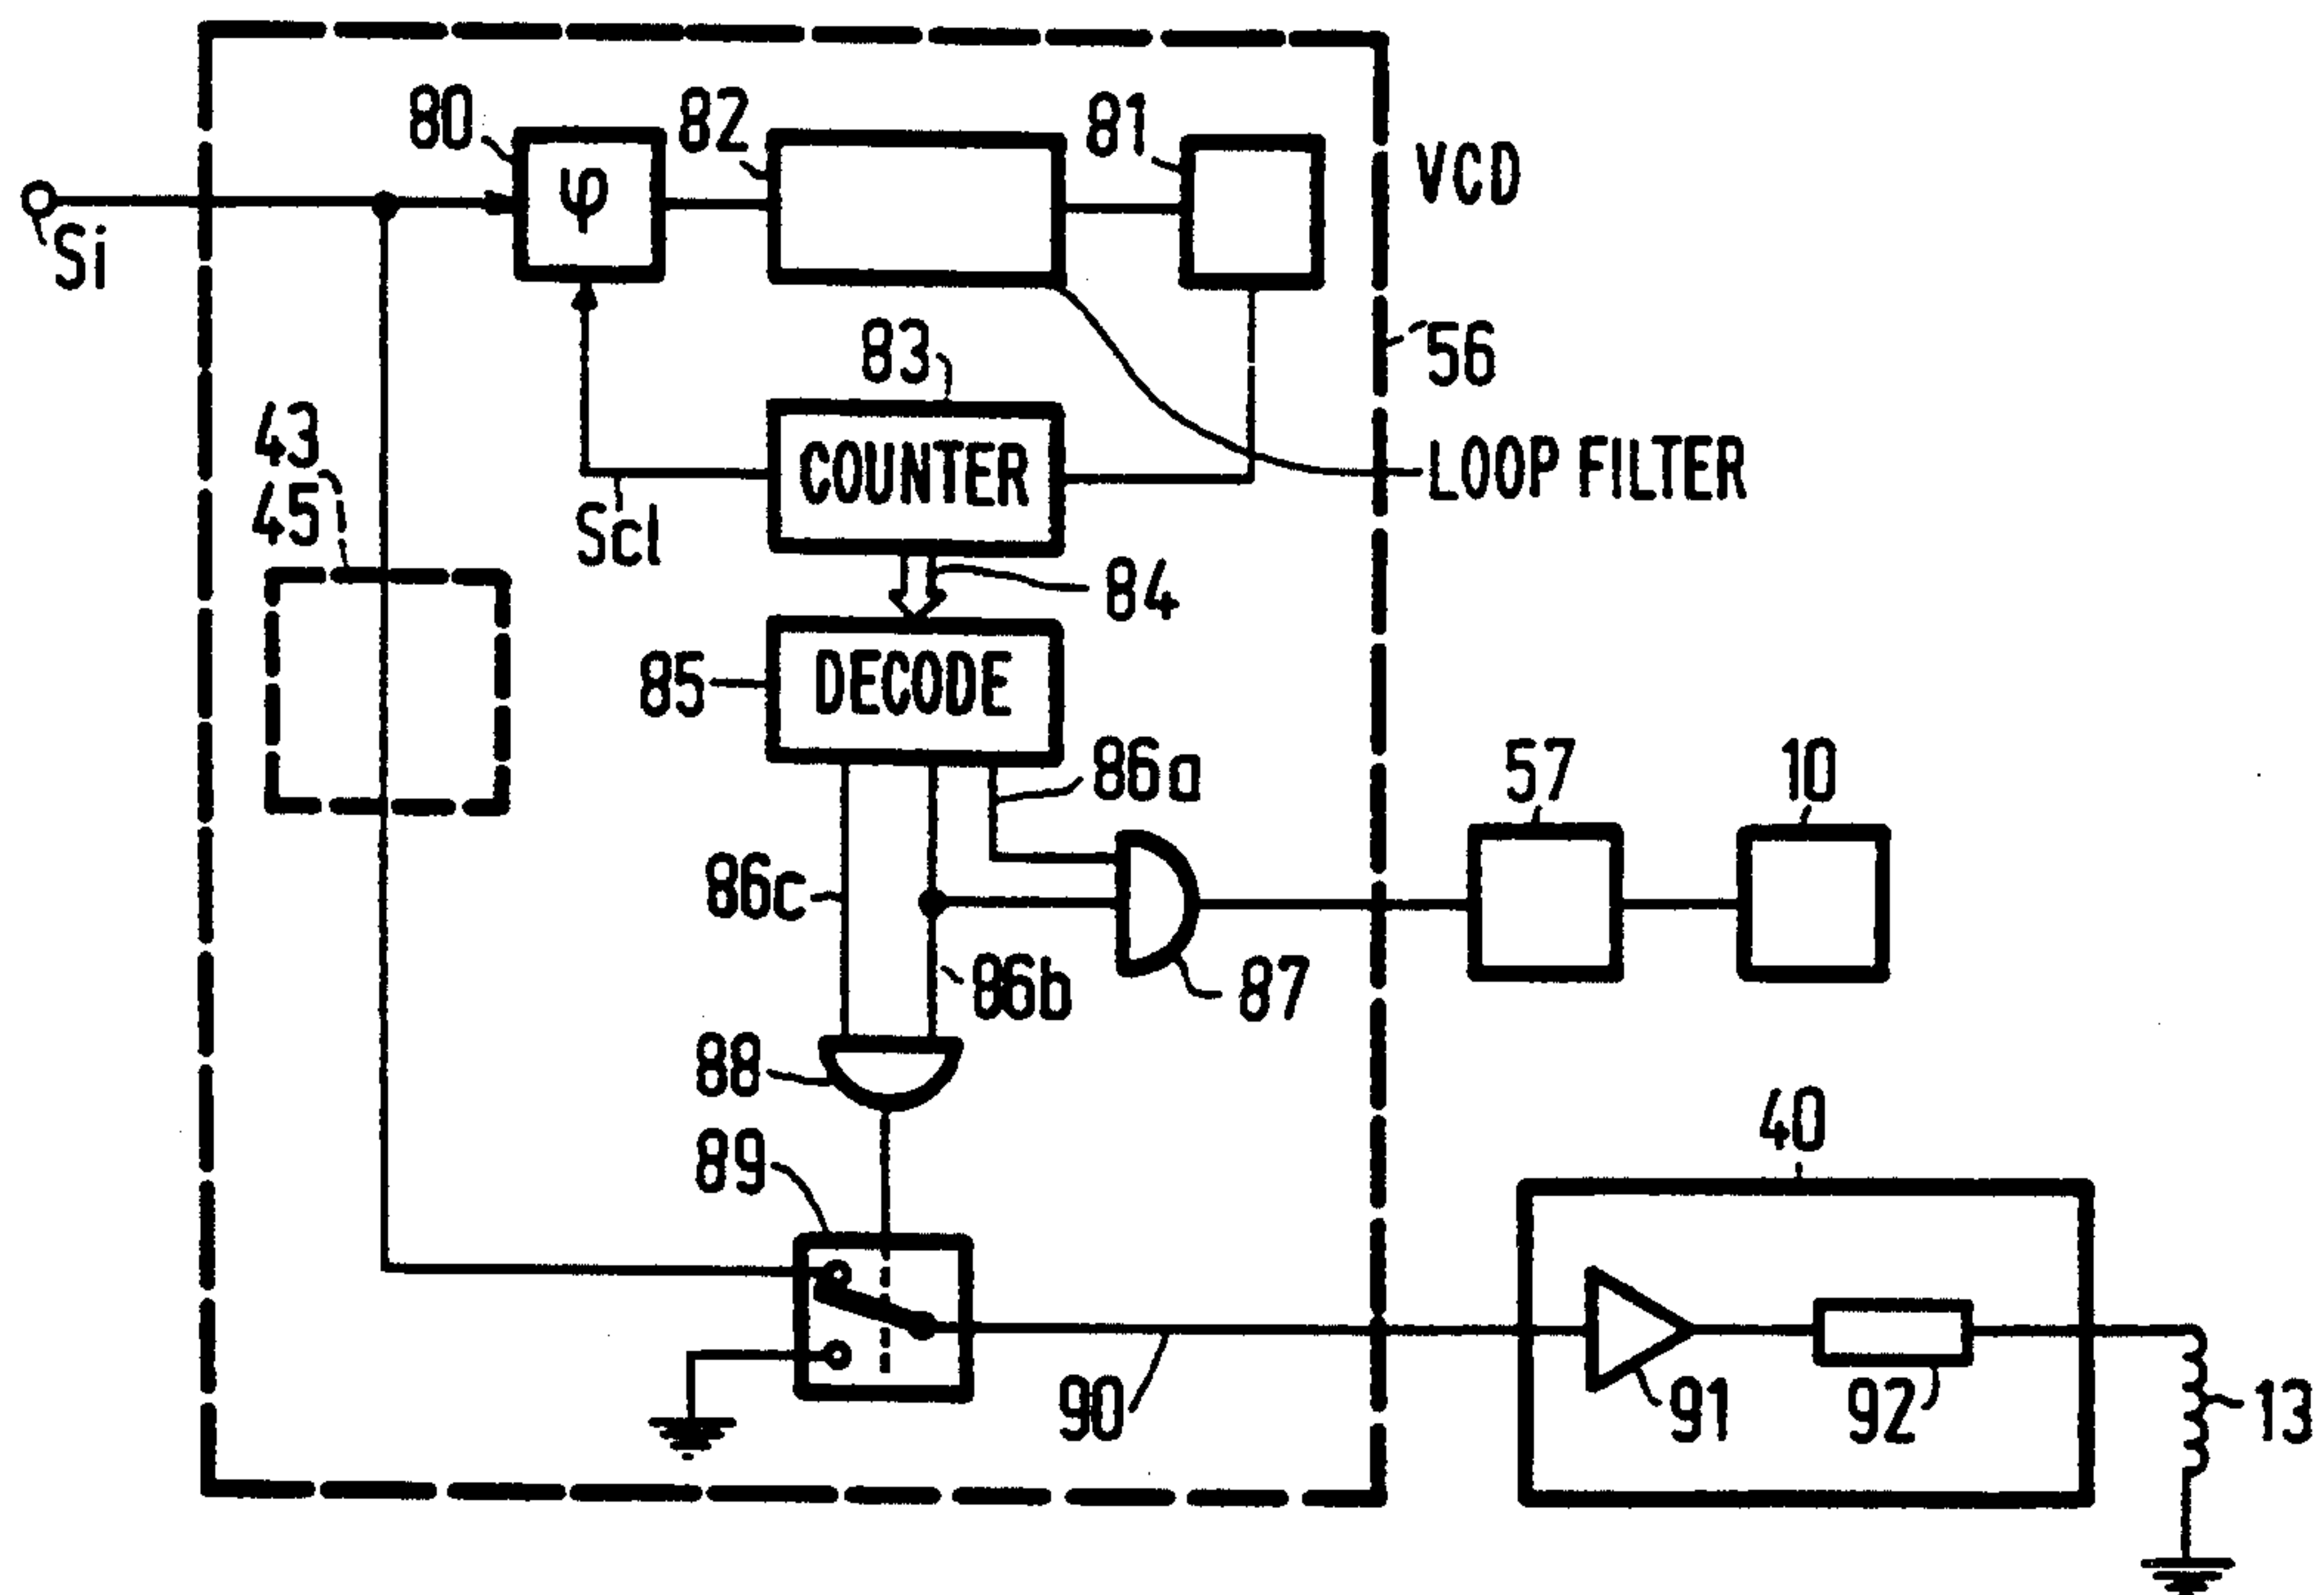 80
82
81
VCD
φ
Si
83
56
43
45
COUNTER
LOOP FILTER
Scl
84
85
DECODE
86a
57
10
86c
86b
87
88
40
89
90
91
92
13